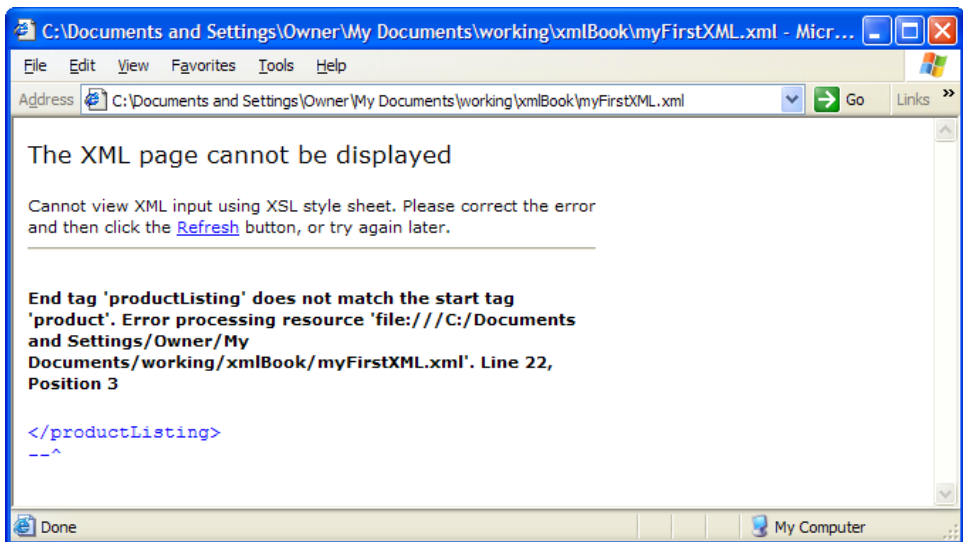 C:\Documents and Settings\Owner\My Documents\working\xmlBook\myFirstXML.xml - Micr...
File Edit View Favorites Tools Help
Address C:\Documents and Settings\Owner\My Documents\working\xmlBook\myFirstXML.xml Go Links »
The XML page cannot be displayed
Cannot view XML input using XSL style sheet. Please correct the error
and then click the Refresh button, or try again later.
End tag 'productListing' does not match the start tag
'product'. Error processing resource 'file:///C:/Documents
and Settings/Owner/My
Documents/working/xmlBook/myFirstXML.xml'. Line 22,
Position 3
</productListing>
--^
Done My Computer